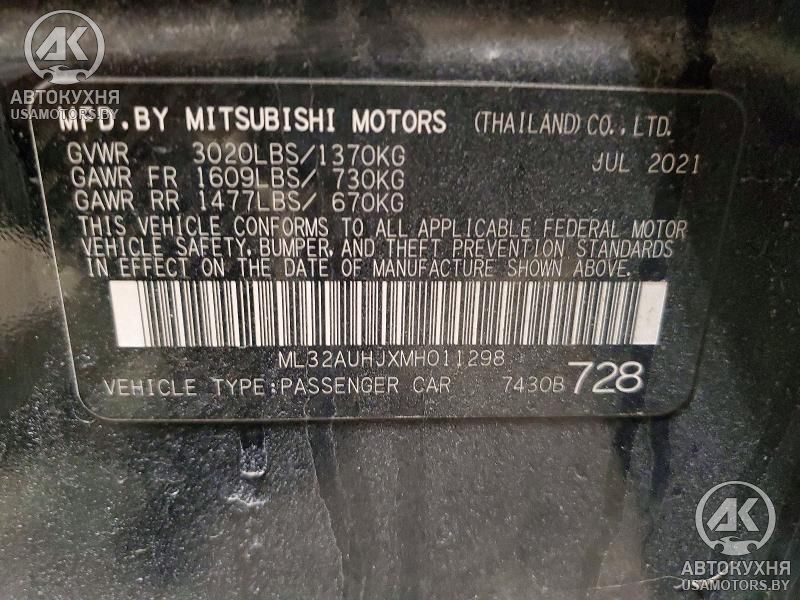 АК
АВТОКУХНЯ
USAMOTORS.BY
MFD.BY MITSUBISHI MOTORS (THAILAND)CO.,LTD.
GVWR 3020LBS/1370KG JUL 2021
GAWR FR 1609LBS/ 730KG
GAWR RR 1477LBS/ 670KG
THIS VEHICLE CONFORMS TO ALL APPLICABLE FEDERAL MOTOR
VEHICLE SAFETY, BUMPER, AND THEFT PREVENTION STANDARDS
IN EFFECT ON THE DATE OF MANUFACTURE SHOWN ABOVE.
ML32AUHJXMH011298
VEHICLE TYPE:PASSENGER CAR 7430B 728
АК
АВТОКУХНЯ
USAMOTORS.BY